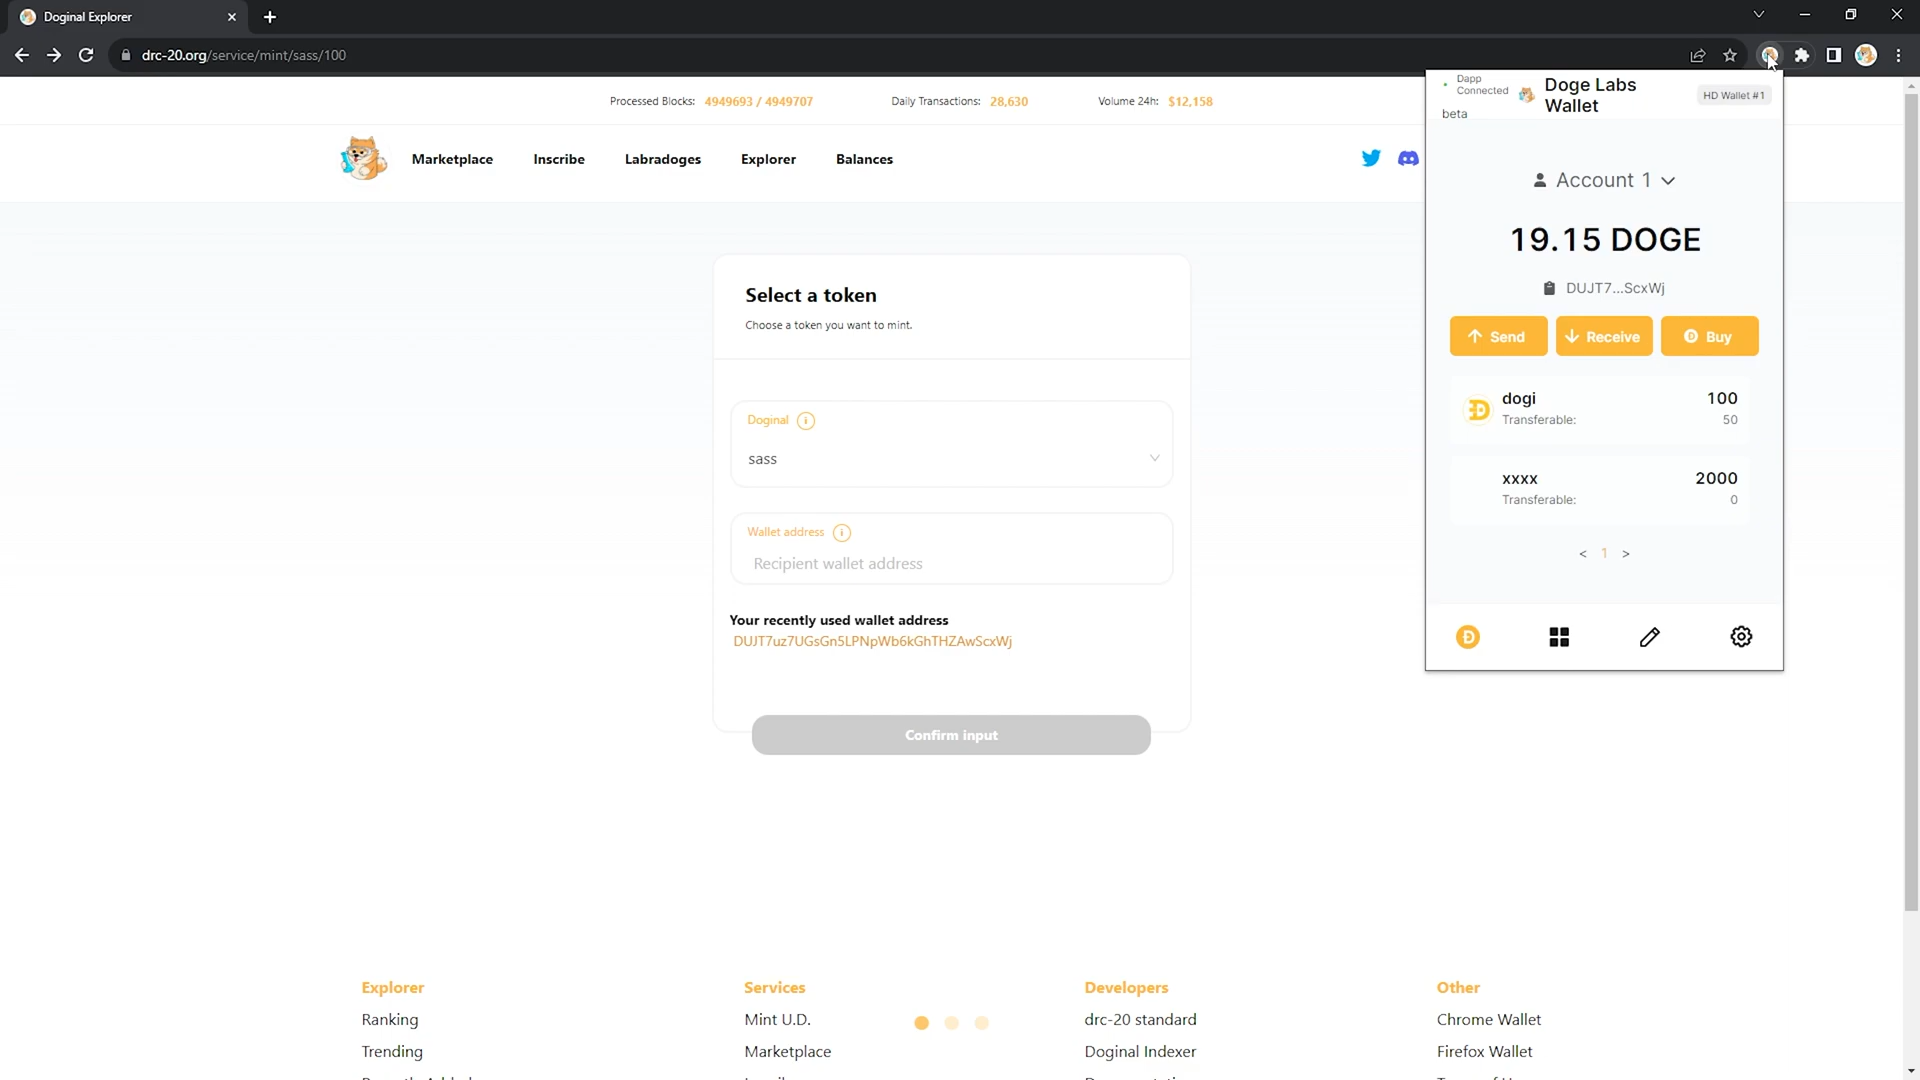 Doginal Explorer
drc-20.org/service/mint/sass/100
Processed Blocks: 4949693 / 4949707 Daily Transactions: 28,630 Volume 24h: $12,158
Marketplace Inscribe Labradoges Explorer Balances
Select a token
Choose a token you want to mint.
Doginal
sass
Wallet address
Recipient wallet address
Your recently used wallet address
DUJT7uz7UGsGn5LPNpWb6kGhTHZAwScxWj
Confirm input
Dapp
Connected
beta
Doge Labs
Wallet
HD Wallet #1
Account 1
19.15 DOGE
DUJT7...ScxWj
Send Receive Buy
dogi 100
Transferable: 50
xxxx 2000
Transferable: 0
< 1 >
Explorer
Ranking
Trending
Services
Mint U.D.
Marketplace
Developers
drc-20 standard
Doginal Indexer
Other
Chrome Wallet
Firefox Wallet